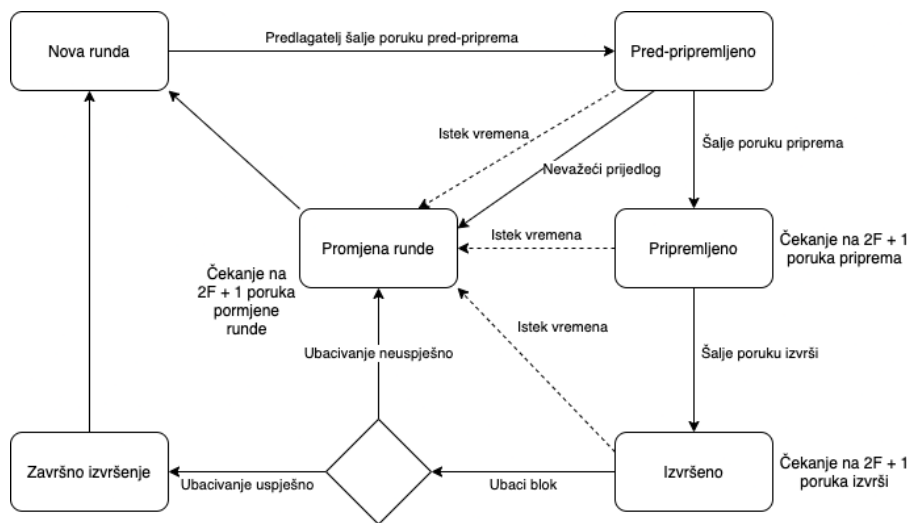 Nova runda
Predlagatelj šalje poruku pred-priprema
Pred-pripremljeno
Istek vremena
Šalje poruku priprema
Nevažeći prijedlog
Promjena runde
Istek vremena
Pripremljeno
Čekanje na 2F + 1
poruka priprema
Čekanje na
2F + 1 poruka
pormjene
runde
Istek vremena
Ubacivanje neuspješno
Šalje poruku izvrši
Završno izvršenje
Ubacivanje uspješno
Ubaci blok
Izvršeno
Čekanje na 2F + 1
poruka izvrši